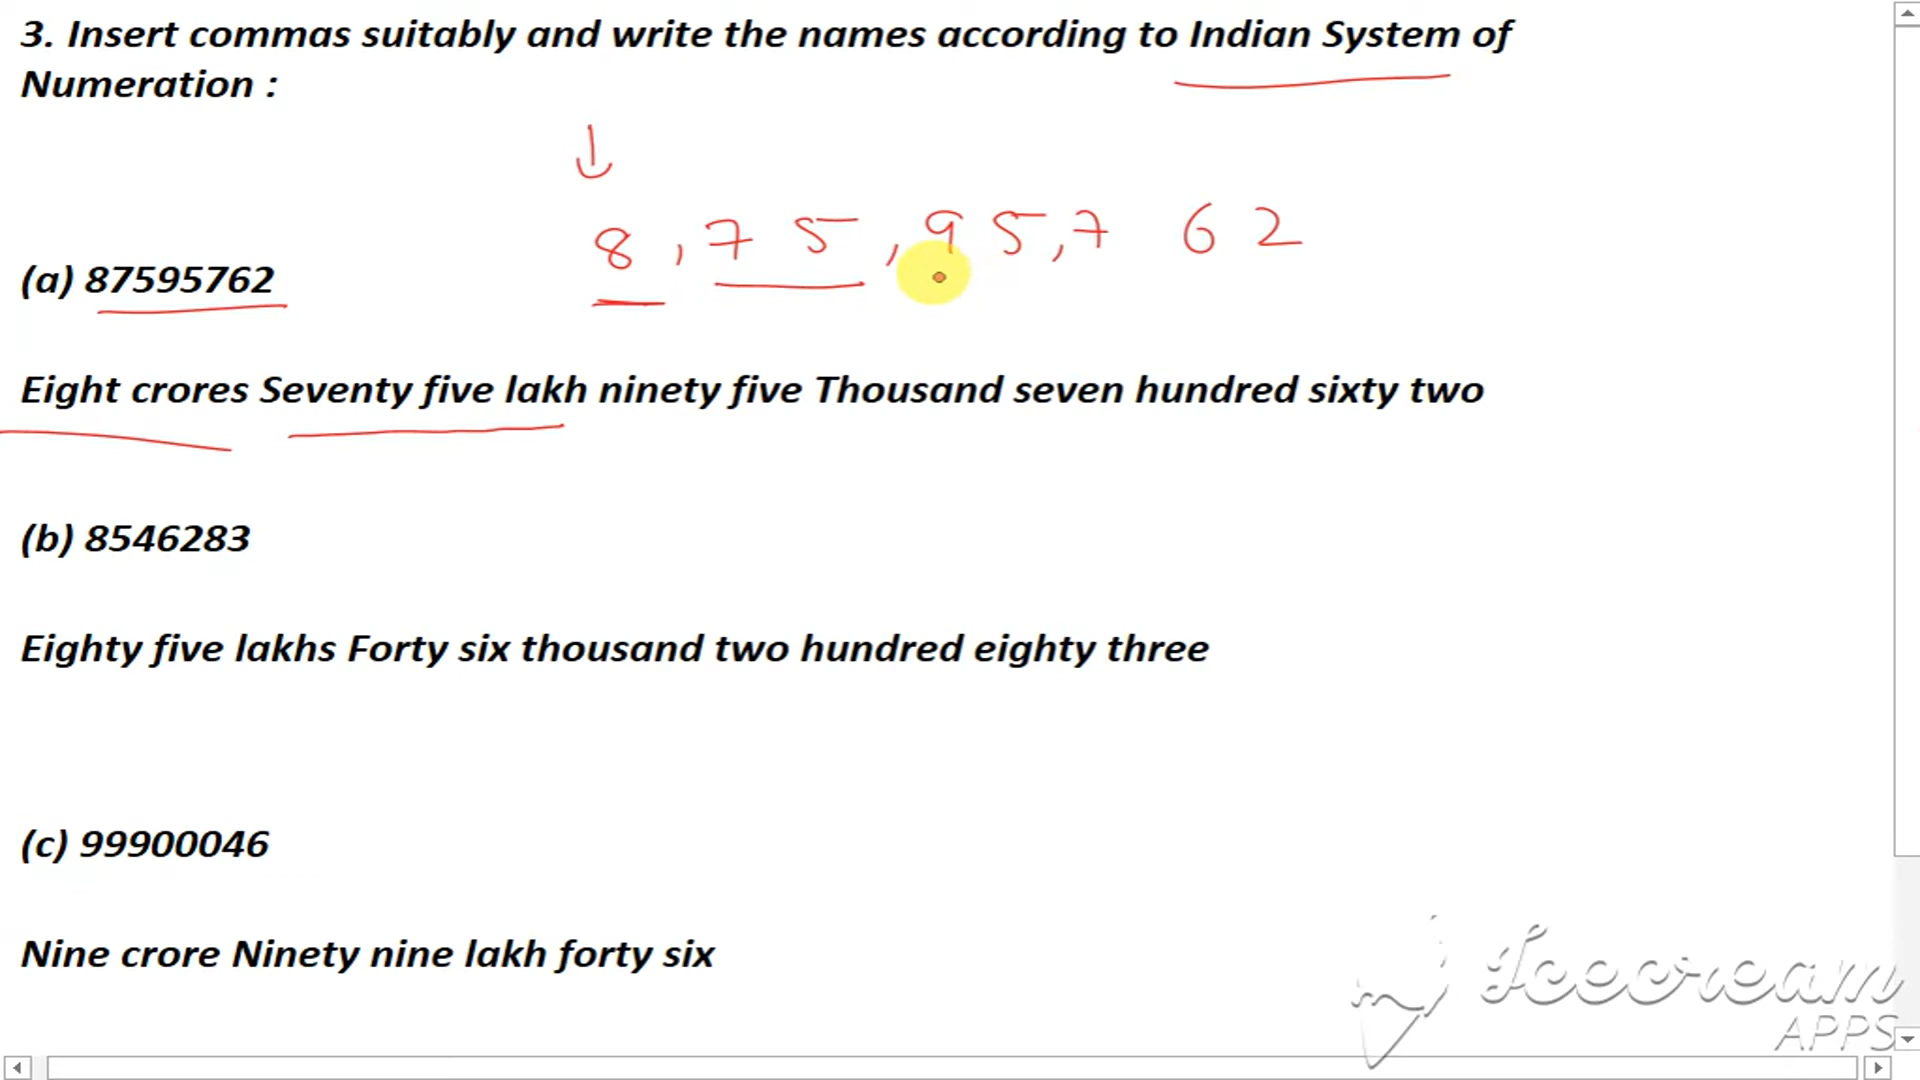 3. Insert commas suitably and write the names according to Indian System of
Numeration :
8,75,95,762
(a) 87595762
Eight crores Seventy five lakh ninety five Thousand seven hundred sixty two
(b) 8546283
Eighty five lakhs Forty six thousand two hundred eighty three
(c) 99900046
Nine crore Ninety nine lakh forty six
Icecream
APPS